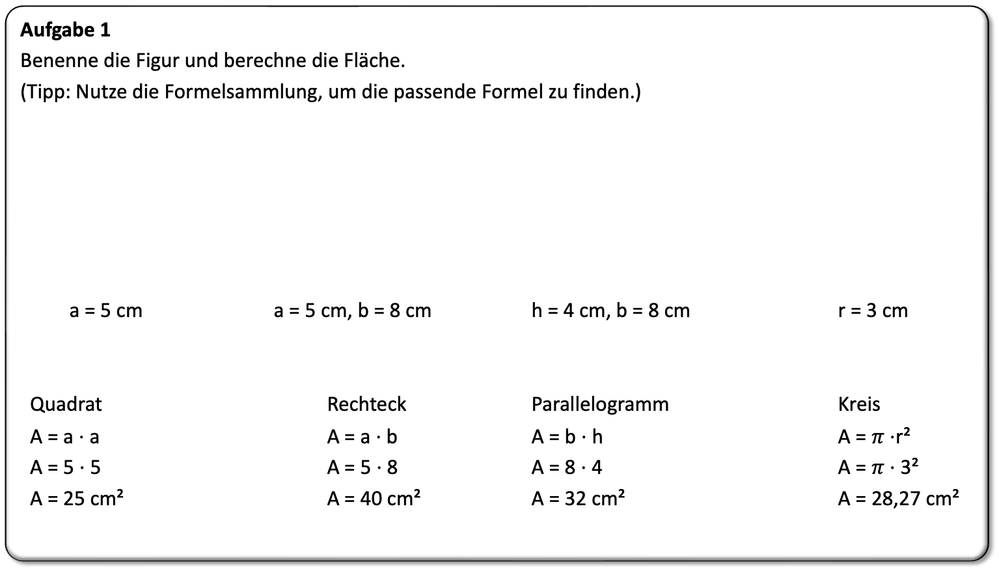 Aufgabe 1
Benenne die Figur und berechne die Fläche.
(Tipp: Nutze die Formelsammlung, um die passende Formel zu finden.)
a = 5 cm
a = 5 cm, b = 8 cm
h = 4 cm, b = 8 cm
r = 3 cm
Quadrat
A = a · a
A = 5 · 5
A = 25 cm²
Rechteck
A = a · b
A = 5 · 8
A = 40 cm²
Parallelogramm
A = b · h
A = 8 · 4
A = 32 cm²
Kreis
A = π ·r²
A = π · 3²
A = 28,27 cm²